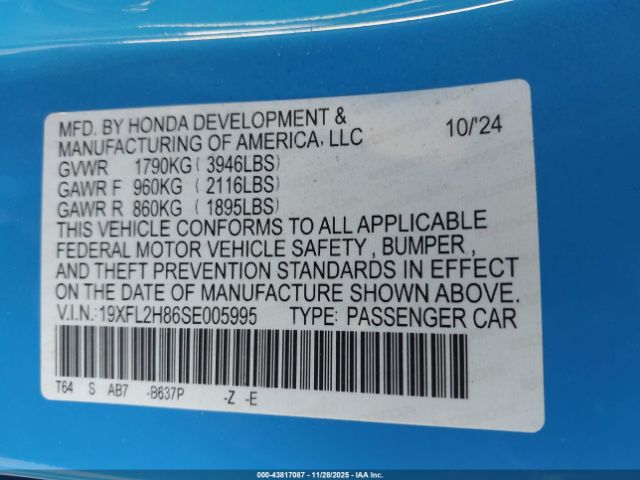 MFD. BY HONDA DEVELOPMENT &
MANUFACTURING OF AMERICA, LLC 10/'24
GVWR 1790KG ( 3946LBS)
GAWR F 960KG ( 2116LBS)
GAWR R 860KG ( 1895LBS)
THIS VEHICLE CONFORMS TO ALL APPLICABLE
FEDERAL MOTOR VEHICLE SAFETY , BUMPER ,
AND THEFT PREVENTION STANDARDS IN EFFECT
ON THE DATE OF MANUFACTURE SHOWN ABOVE.
V.I.N.:19XFL2H86SE005995 TYPE: PASSENGER CAR
T64 S AB7 -B637P -Z -E
000-43817087 11/28/2025 IAA Inc. Copyright